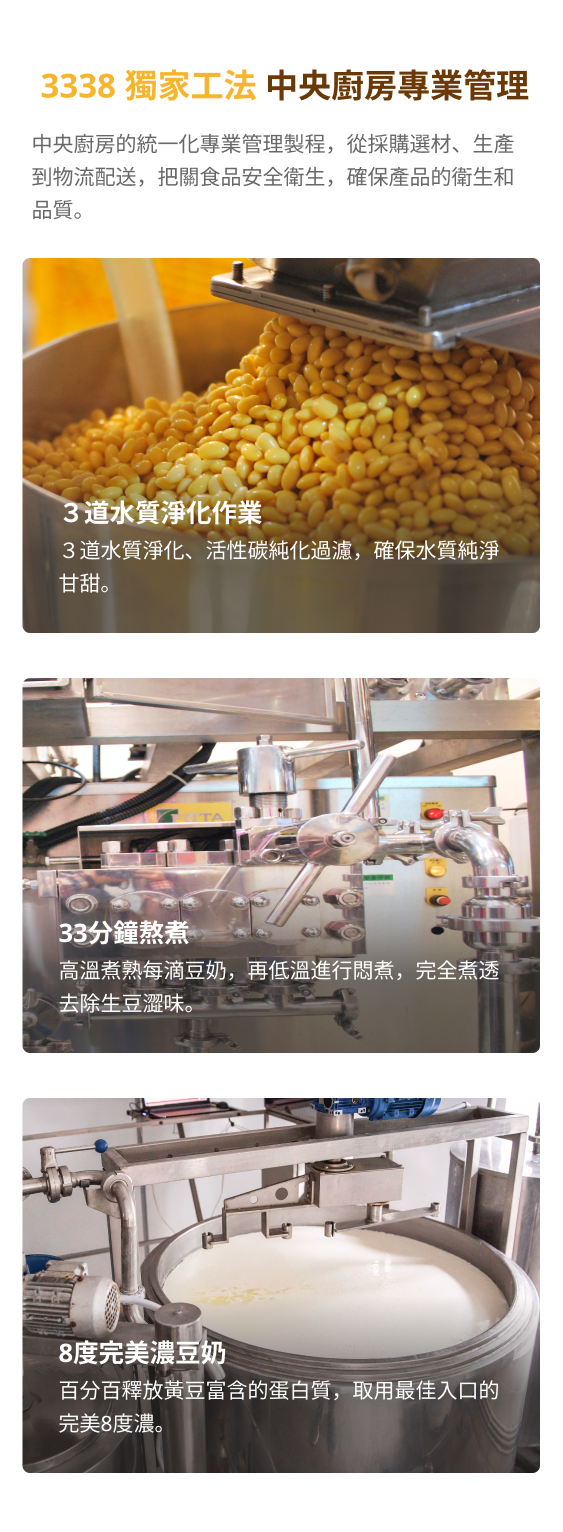 3338 獨家工法 中央廚房專業管理
中央廚房的統一化專業管理製程，從採購選材、生產
到物流配送，把關食品安全衛生，確保產品的衛生和
品質。
３道水質淨化作業
３道水質淨化、活性碳純化過濾，確保水質純淨
甘甜。
33分鐘熬煮
高溫煮熟每滴豆奶，再低溫進行悶煮，完全煮透
去除生豆澀味。
8度完美濃豆奶
百分百釋放黃豆富含的蛋白質，取用最佳入口的
完美8度濃。